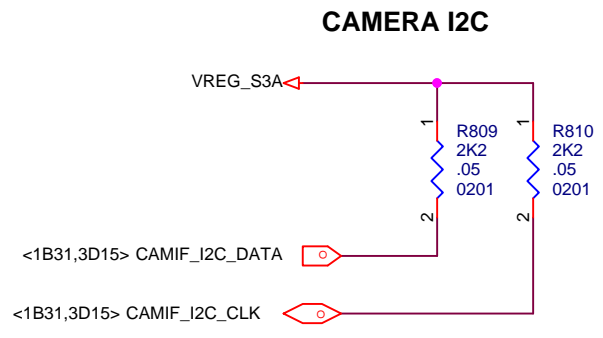 CAMERA I2C
VREG_S3A
1
R809
2K2
.05
0201
2
1
R810
2K2
.05
0201
2
<1B31,3D15> CAMIF_I2C_DATA
<1B31,3D15> CAMIF_I2C_CLK